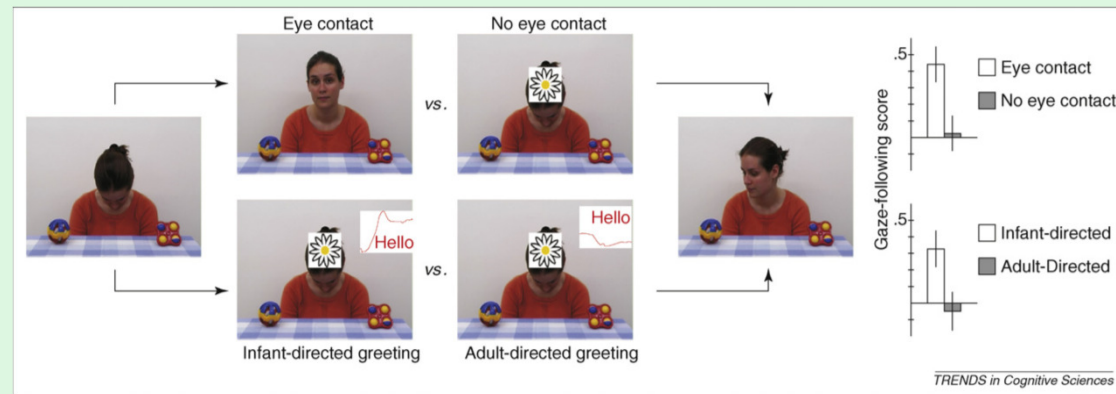 Eye contact
vs.
No eye contact
Hello
Infant-directed greeting
vs.
Hello
Adult-directed greeting
Gaze-following score
.5
Eye contact
No eye contact
.5
Infant-directed
Adult-Directed
TRENDS in Cognitive Sciences